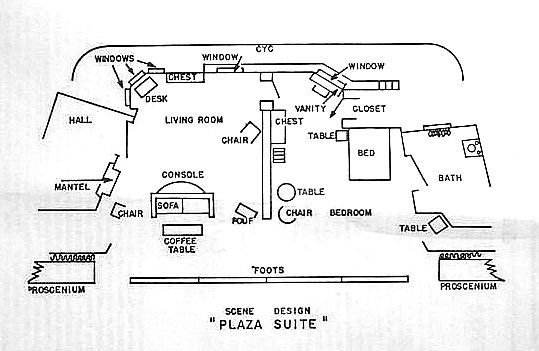 CYC
WINDOWS
WINDOW
WINDOW
CHEST
DESK
VANITY
CLOSET
HALL
LIVING ROOM
CHEST
CHAIR
TABLE
BED
BATH
MANTEL
CONSOLE
SOFA
TABLE
CHAIR
POUF
CHAIR
BEDROOM
TABLE
COFFEE
TABLE
FOOTS
PROSCENIUM
PROSCENIUM
SCENE DESIGN
"PLAZA SUITE"